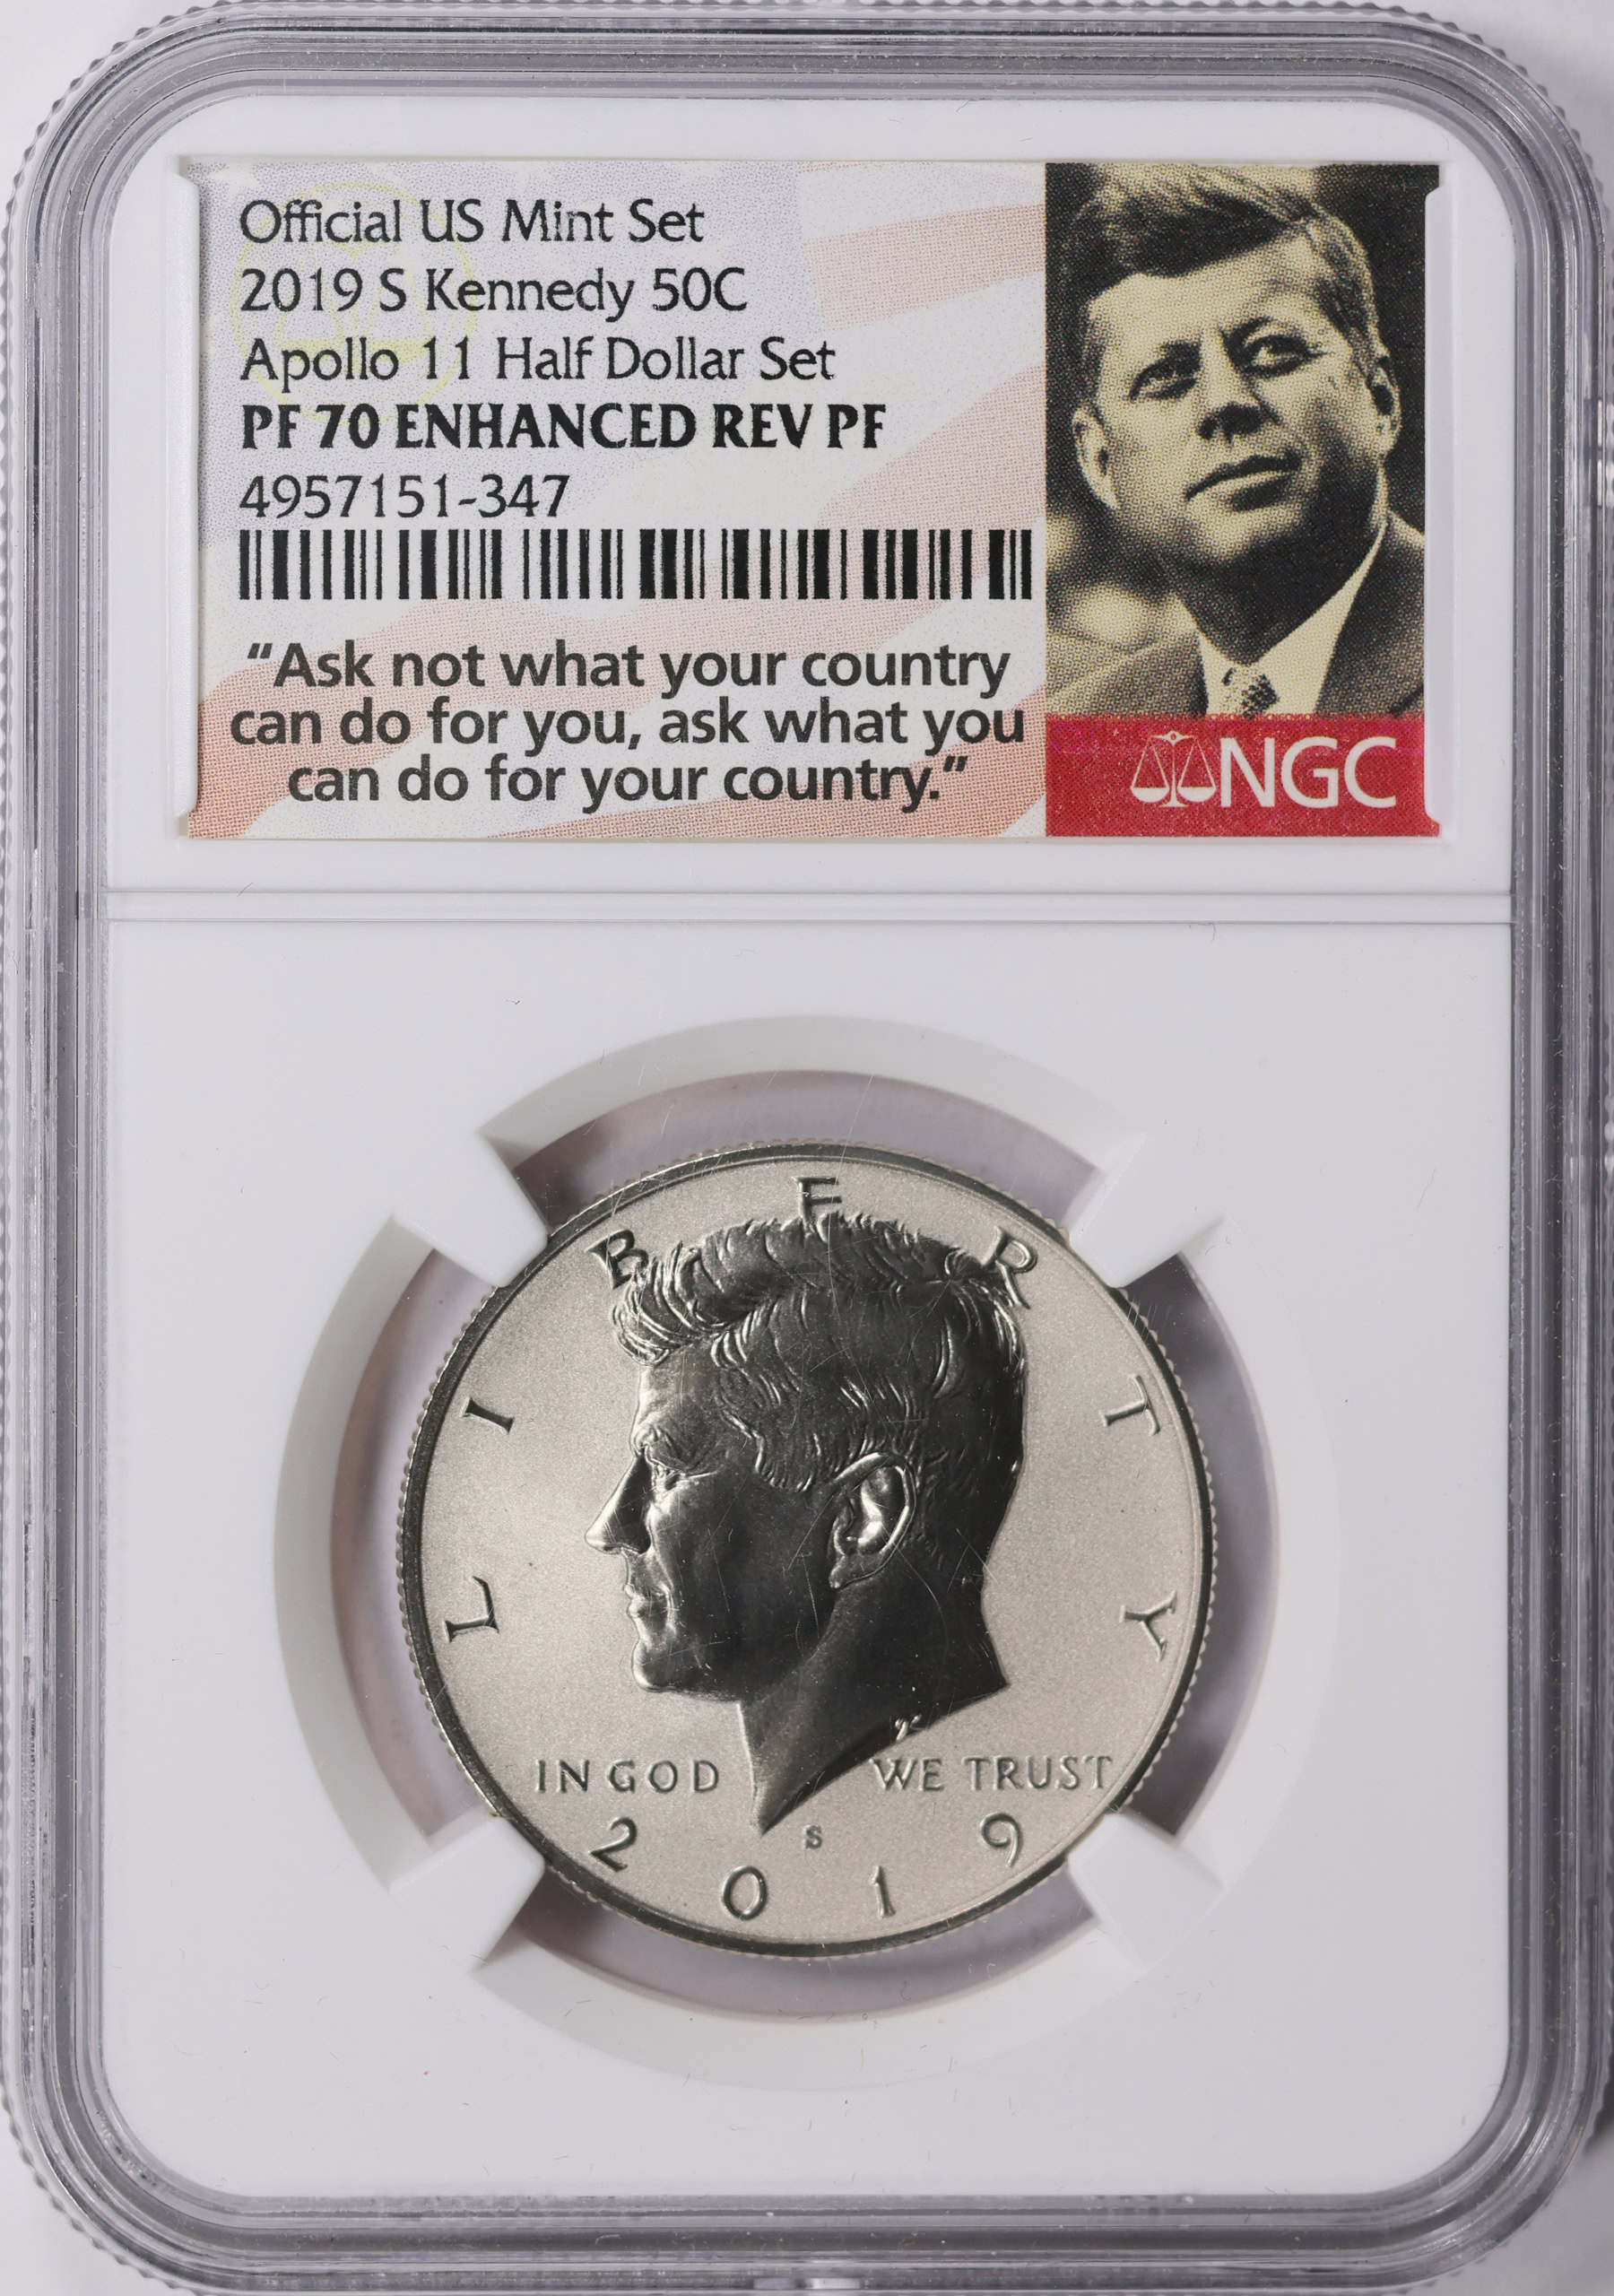 Official US Mint Set
2019 S Kennedy 50C
Apollo 11 Half Dollar Set
PF 70 ENHANCED REV PF
4957151-347
“Ask not what your country
can do for you, ask what you
can do for your country.”
NGC
LIBERTY
IN GOD WE TRUST
S
2019